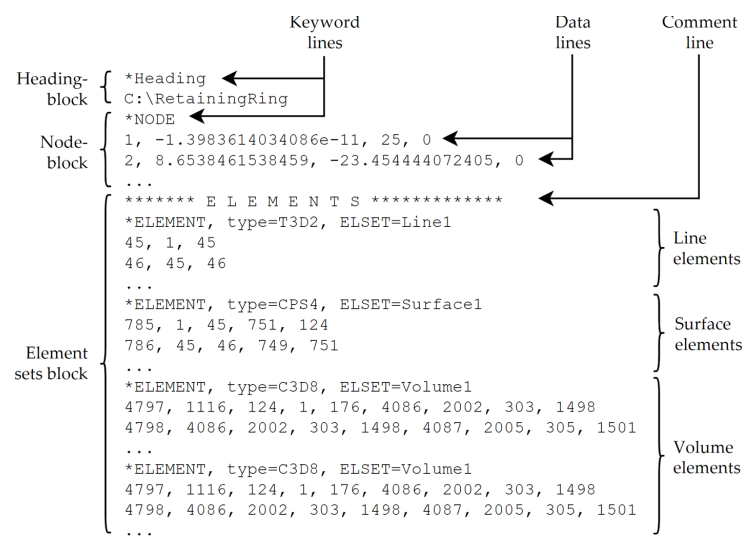 Keyword
lines
Data
lines
Comment
line
Heading-
block
*Heading
C:\RetainingRing
Node-
block
*NODE
1, -1.3983614034086e-11, 25, 0
2, 8.6538461538459, -23.454444072405, 0
...
Element
sets block
******* E L E M E N T S *************
*ELEMENT, type=T3D2, ELSET=Line1
45, 1, 45
46, 45, 46
...
Line
elements
*ELEMENT, type=CPS4, ELSET=Surface1
785, 1, 45, 751, 124
786, 45, 46, 749, 751
...
Surface
elements
*ELEMENT, type=C3D8, ELSET=Volume1
4797, 1116, 124, 1, 176, 4086, 2002, 303, 1498
4798, 4086, 2002, 303, 1498, 4087, 2005, 305, 1501
...
*ELEMENT, type=C3D8, ELSET=Volume1
4797, 1116, 124, 1, 176, 4086, 2002, 303, 1498
4798, 4086, 2002, 303, 1498, 4087, 2005, 305, 1501
...
Volume
elements